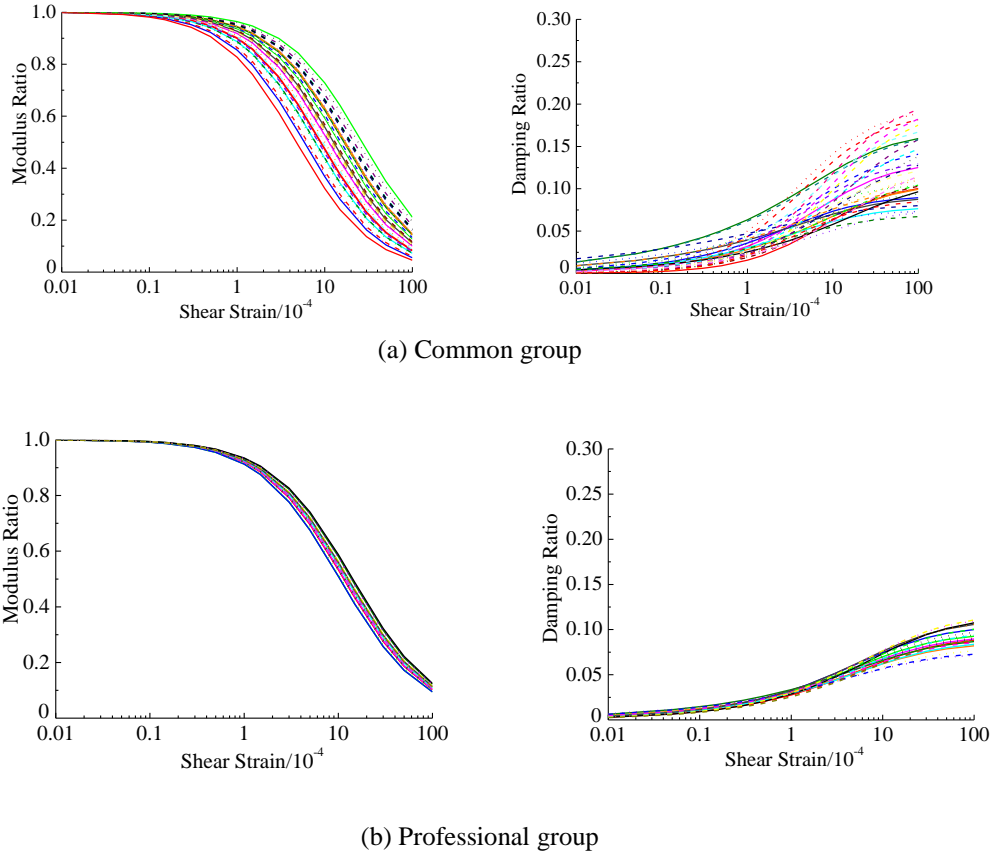 1.0
0.8
0.6
0.4
0.2
0
Modulus Ratio
0.01 0.1 1 10 100
Shear Strain/10-4
0.30
0.25
0.20
0.15
0.10
0.05
0
Damping Ratio
0.01 0.1 1 10 100
Shear Strain/10-4
(a) Common group
1.0
0.8
0.6
0.4
0.2
0
Modulus Ratio
0.01 0.1 1 10 100
Shear Strain/10-4
0.30
0.25
0.20
0.15
0.10
0.05
0
Damping Ratio
0.01 0.1 1 10 100
Shear Strain/10-4
(b) Professional group